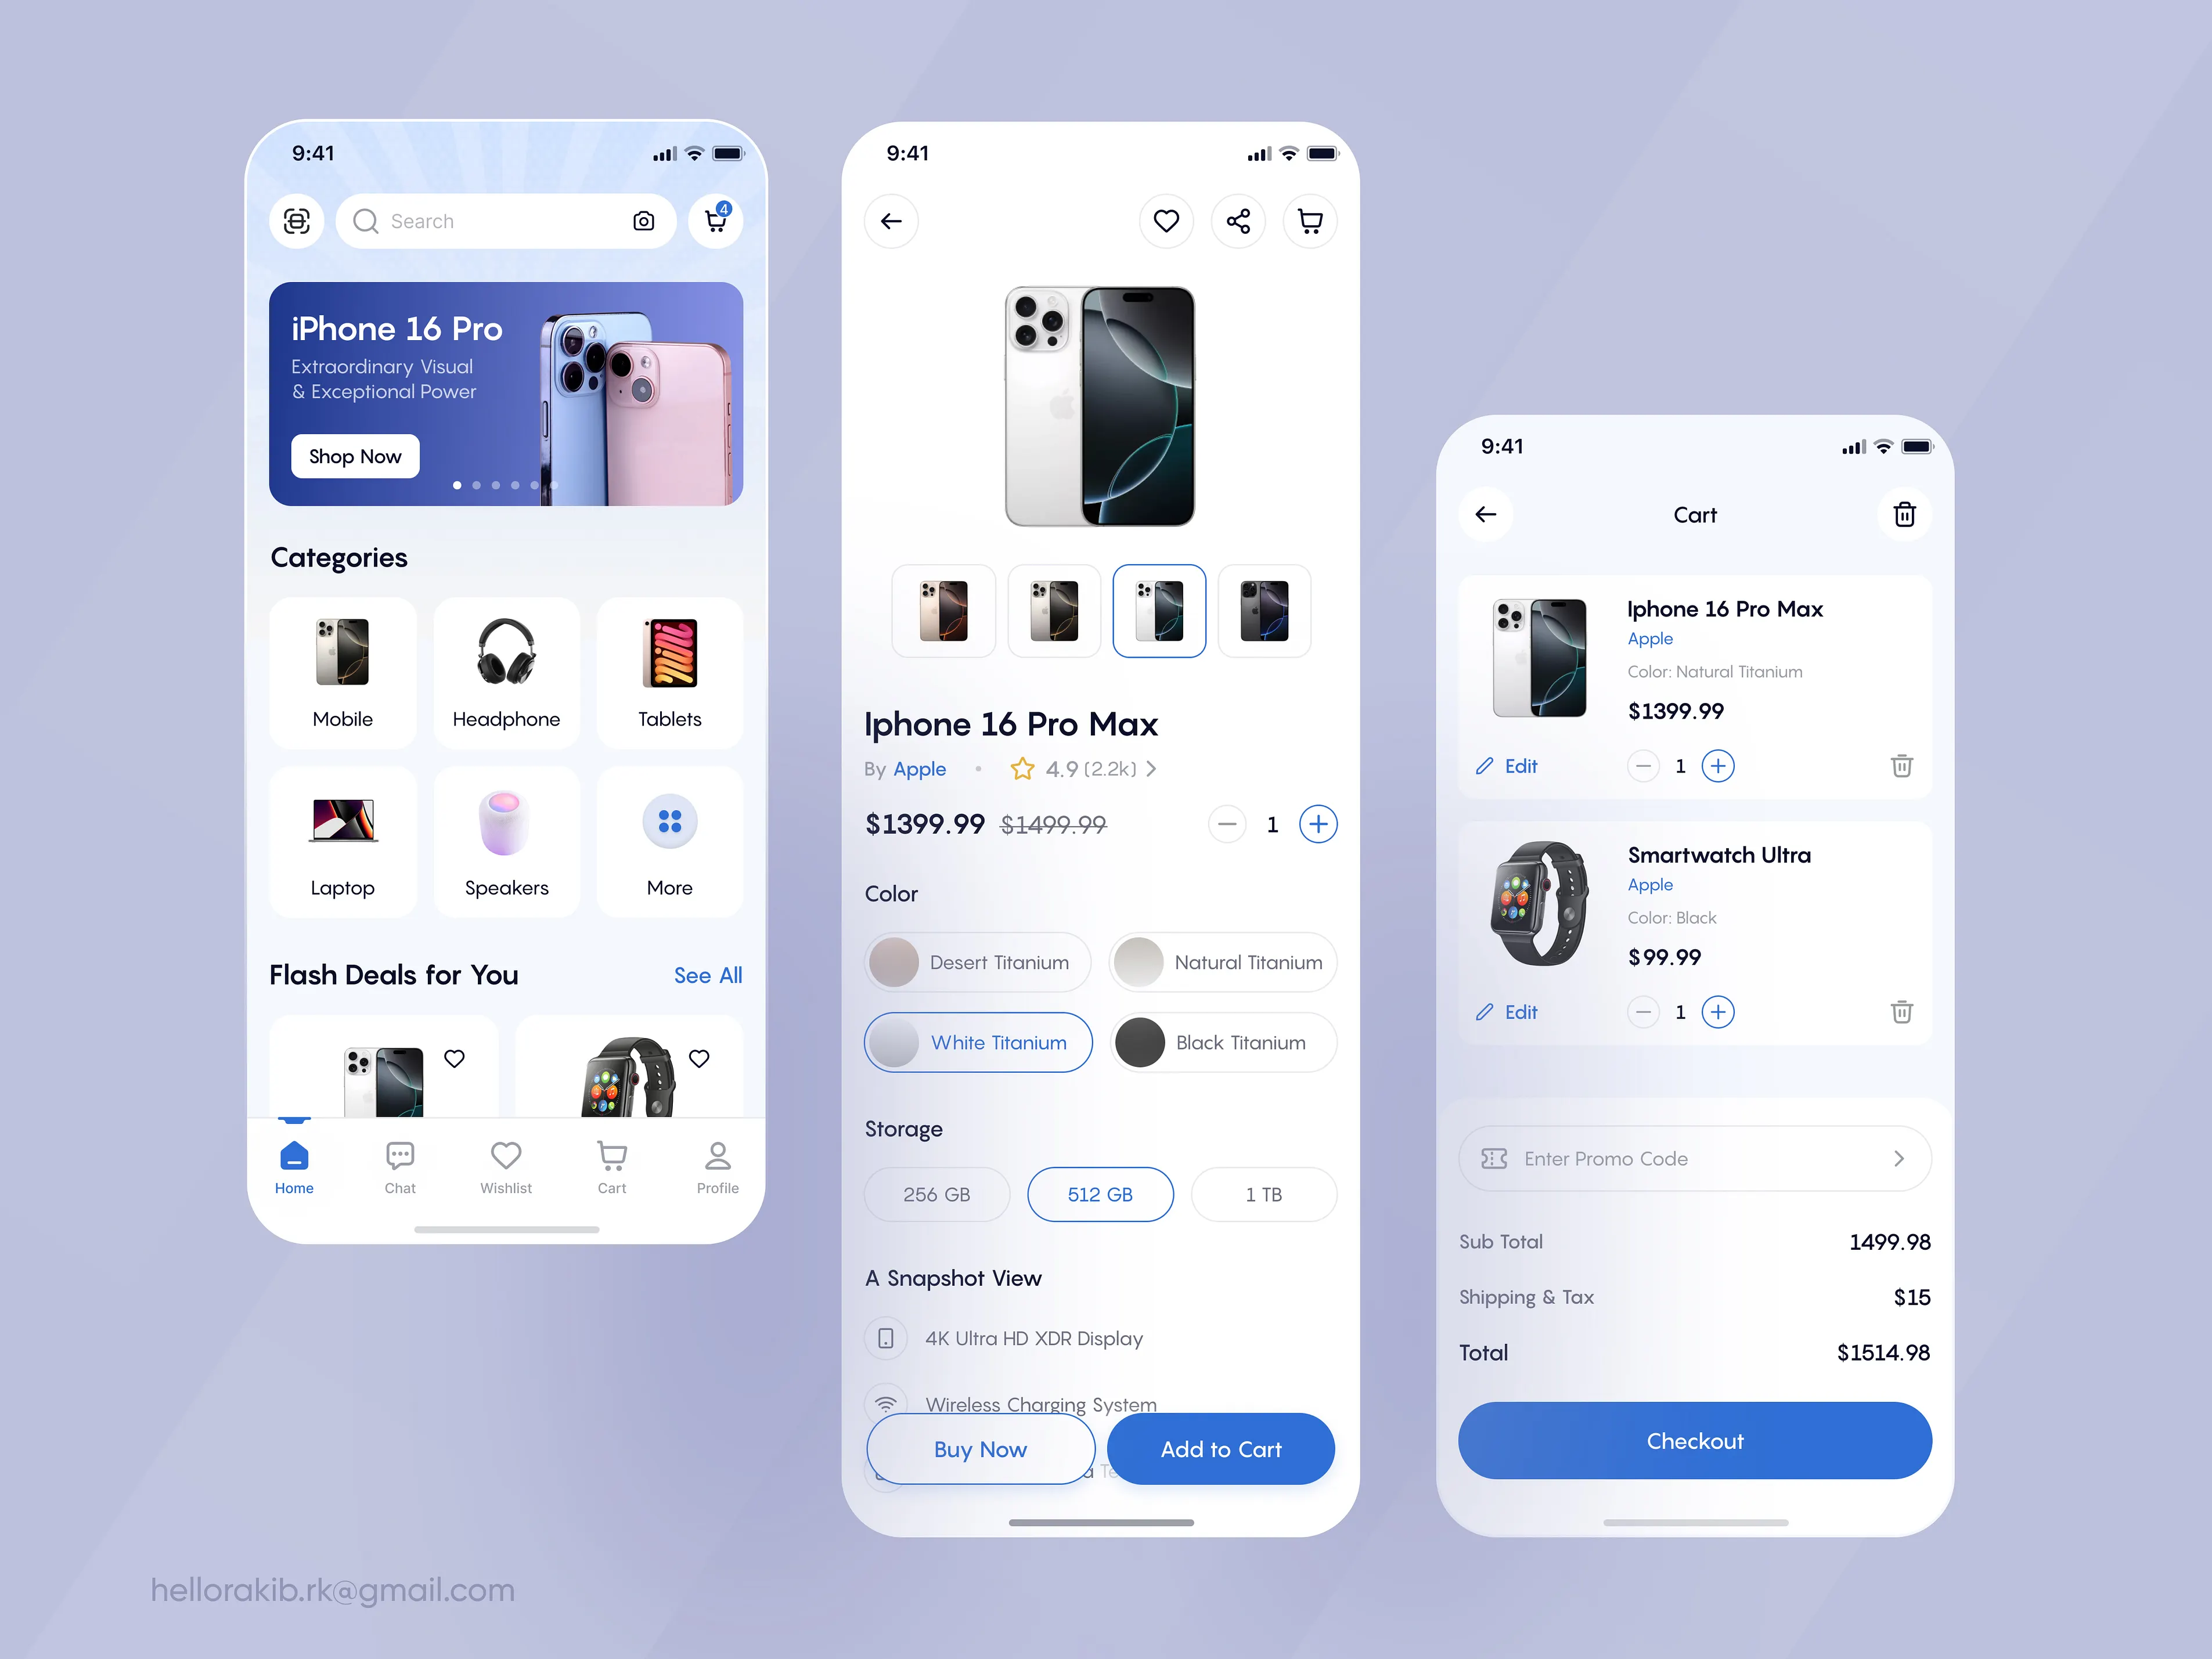 9:41
Search
4
iPhone 16 Pro
Extraordinary Visual
& Exceptional Power
Shop Now
Categories
Mobile
Headphone
Tablets
Laptop
Speakers
More
Flash Deals for You
See All
Home
Chat
Wishlist
Cart
Profile
9:41
Iphone 16 Pro Max
By Apple • 4.9 (2.2k)
$1399.99 $1499.99
1
Color
Desert Titanium
Natural Titanium
White Titanium
Black Titanium
Storage
256 GB
512 GB
1 TB
A Snapshot View
4K Ultra HD XDR Display
Wireless Charging System
Buy Now
Add to Cart
9:41
Cart
Iphone 16 Pro Max
Apple
Color: Natural Titanium
$1399.99
Edit
1
Smartwatch Ultra
Apple
Color: Black
$99.99
Edit
1
Enter Promo Code
Sub Total 1499.98
Shipping & Tax $15
Total $1514.98
Checkout
hellorakib.rk@gmail.com